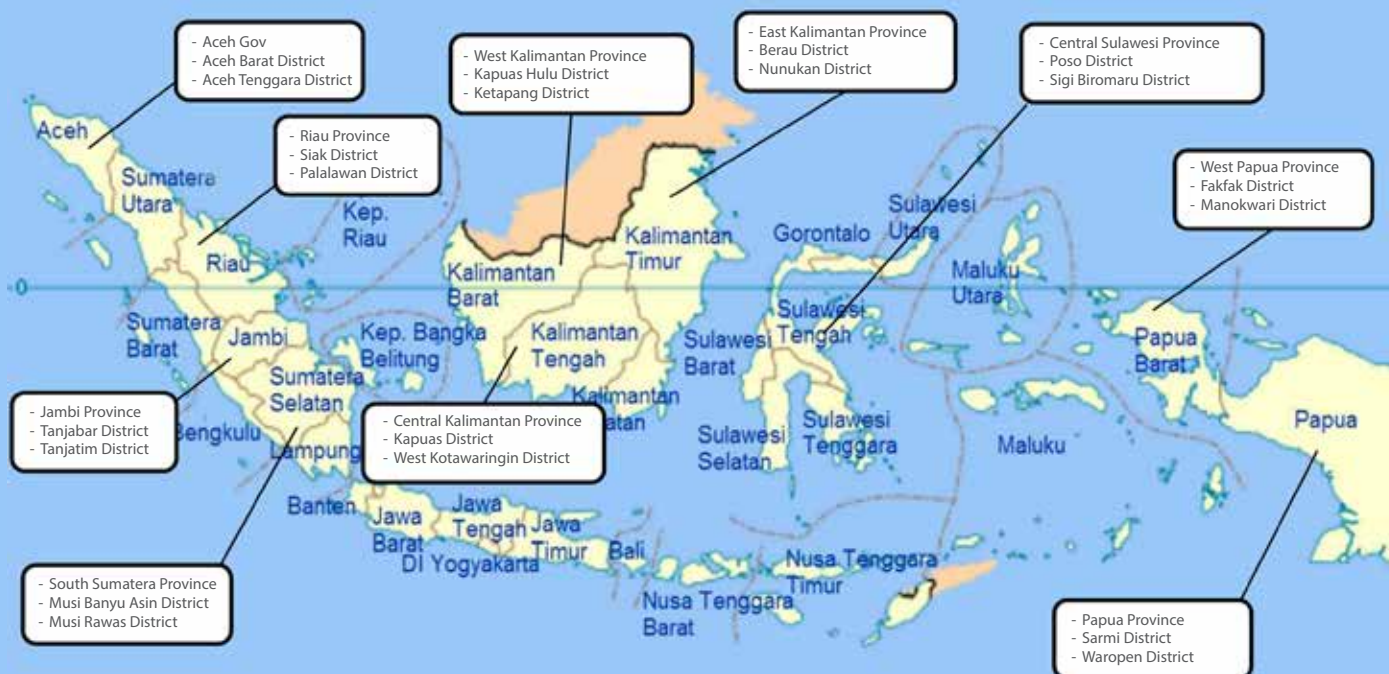 - Aceh Gov
- Aceh Barat District
- Aceh Tenggara District
- West Kalimantan Province
- Kapuas Hulu District
- Ketapang District
- East Kalimantan Province
- Berau District
- Nunukan District
- Central Sulawesi Province
- Poso District
- Sigi Biromaru District
- Riau Province
- Siak District
- Palalawan District
- West Papua Province
- Fakfak District
- Manokwari District
Aceh
Sumatera
Utara
Kep.
Riau
Riau
Kalimantan
Timur
Kalimantan
Barat
Gorontalo
Sulawesi
Utara
Maluku
Utara
0
Sumatera
Barat
Jambi
Kep. Bangka
Belitung
Kalimantan
Tengah
Sulawesi
Barat
Sulawesi
Tengah
Papua
Barat
Sumatera
Selatan
Kalimantan
atan
- Jambi Province
- Tanjabar District
- Tanjatim District
Bengkulu
Lampung
- Central Kalimantan Province
- Kapuas District
- West Kotawaringin District
Sulawesi
Selatan
Sulawesi
Tenggara
Maluku
Papua
Banten
Jawa
Barat
Jawa
Tengah
DI Yogyakarta
Jawa
Timur
Bali
Nusa Tenggara
Barat
Nusa Tenggara
Timur
- South Sumatera Province
- Musi Banyu Asin District
- Musi Rawas District
- Papua Province
- Sarmi District
- Waropen District